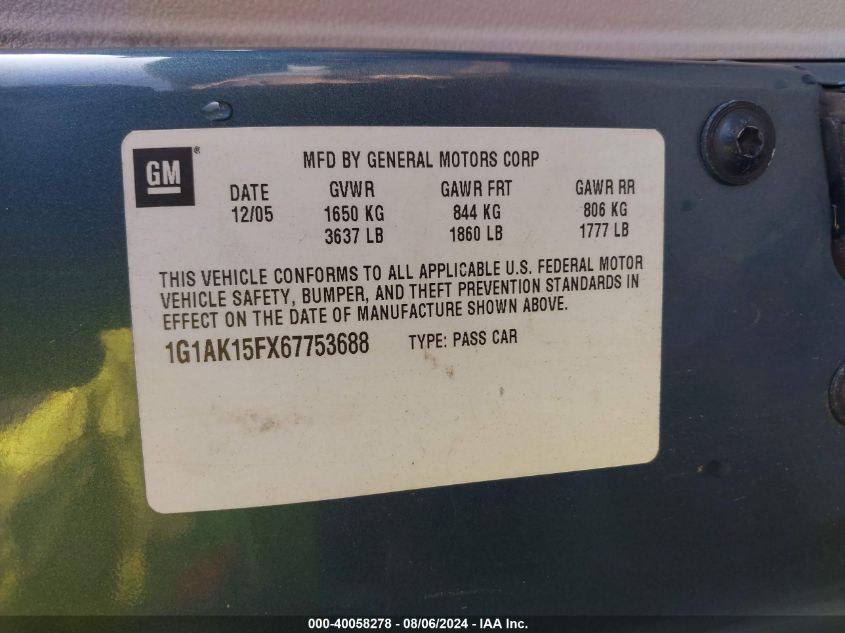 GM®
MFD BY GENERAL MOTORS CORP
DATE GVWR GAWR FRT GAWR RR
12/05 1650 KG 844 KG 806 KG
3637 LB 1860 LB 1777 LB
THIS VEHICLE CONFORMS TO ALL APPLICABLE U.S. FEDERAL MOTOR
VEHICLE SAFETY, BUMPER, AND THEFT PREVENTION STANDARDS IN
EFFECT ON THE DATE OF MANUFACTURE SHOWN ABOVE.
1G1AK15FX67753688 TYPE: PASS CAR
000-40058278 - 08/06/2024 - IAA Inc.